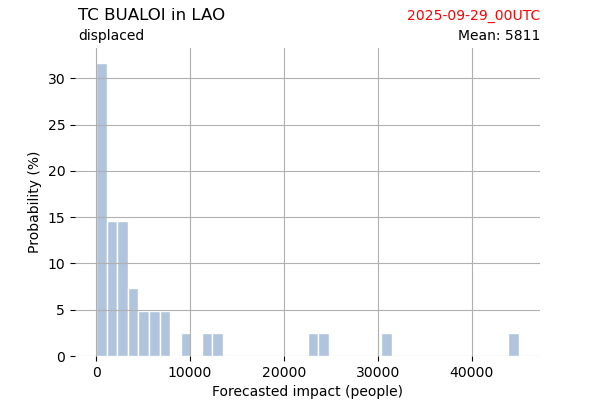 TC BUALOI in LAO
2025-09-29_00UTC
displaced
Mean: 5811
30
25
20
15
10
5
0
Probability (%)
0 10000 20000 30000 40000
Forecasted impact (people)